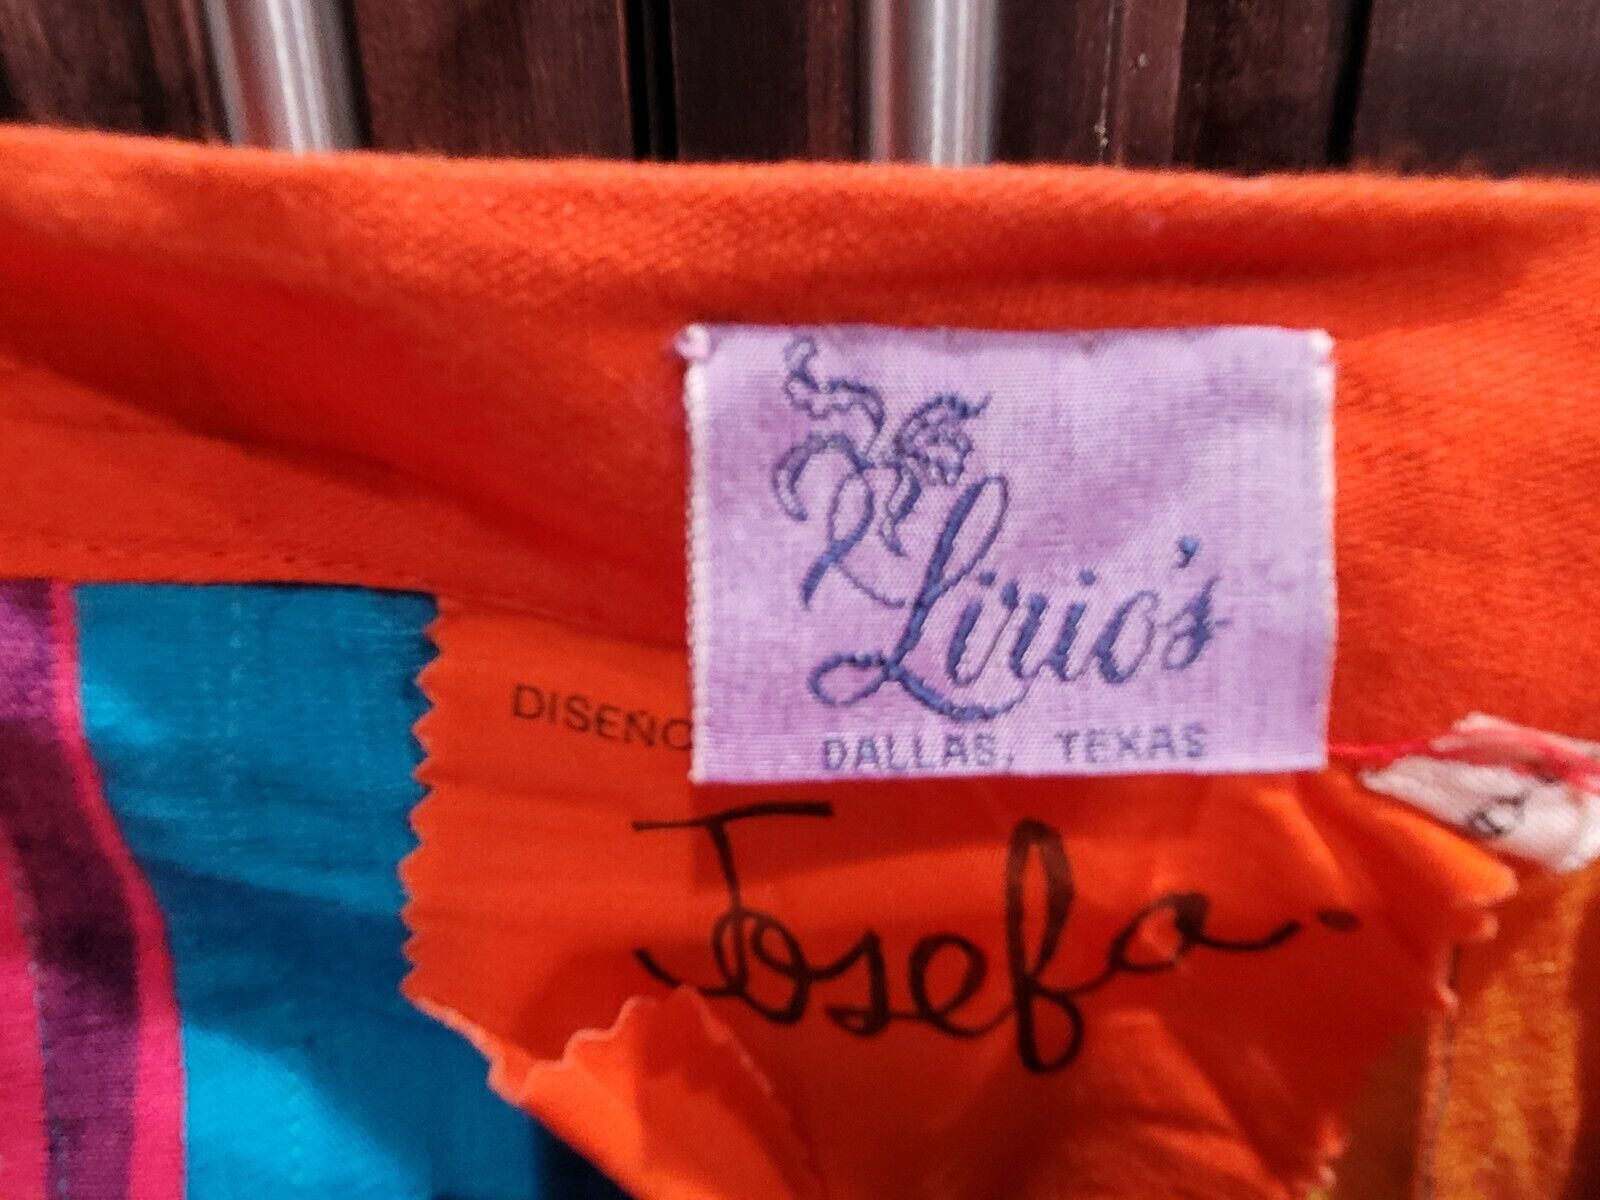 Lirio's
DALLAS, TEXAS
DISEÑO
Josefa.